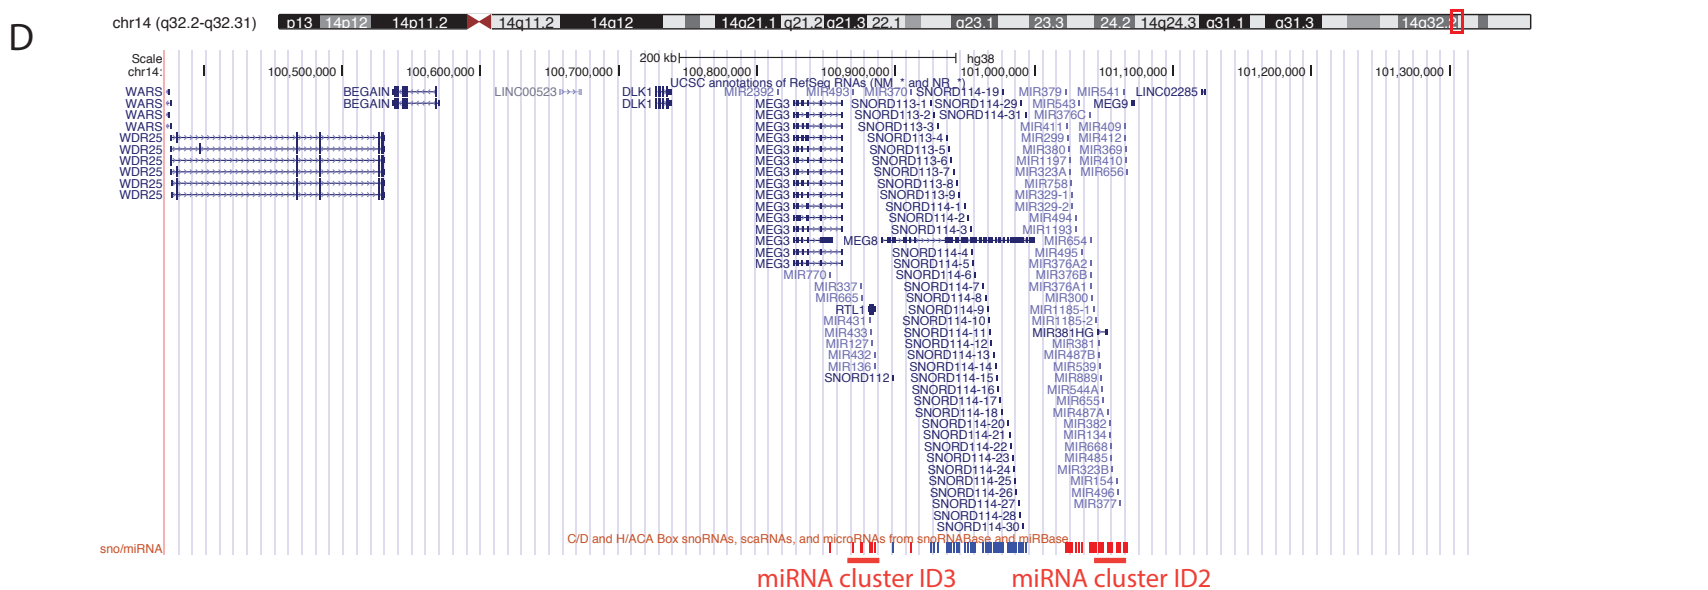 D
chr14 (q32.2-q32.31) p13 14p12 14p11.2 14q11.2 14q12 14q21.1 q21.2 q21.3 22.1 q23.1 23.3 24.2 14q24.3 q31.1 q31.3 14q32.2
Scale 200 kb hg38
chr14: 100,500,000 100,600,000 100,700,000 100,800,000 100,900,000 101,000,000 101,100,000 101,200,000 101,300,000
UCSC annotations of RefSeq RNAs (NM_* and NR_*)
WARS BEGAIN LINC00523 DLK1 MIR2392 MIR493 MIR370 SNORD114-19 MIR379 MIR541 LINC02285
WARS BEGAIN DLK1 MEG3 SNORD113-1 SNORD114-29 MIR543 MEG9
WARS MEG3 SNORD113-2 SNORD114-31 MIR376C
WARS MEG3 SNORD113-3 MIR411 MIR409
WDR25 MEG3 SNORD113-4 MIR299 MIR412
WDR25 MEG3 SNORD113-5 MIR380 MIR369
WDR25 MEG3 SNORD113-6 MIR1197 MIR410
WDR25 MEG3 SNORD113-7 MIR323A MIR656
WDR25 MEG3 SNORD113-8 MIR758
WDR25 MEG3 SNORD113-9 MIR329-1
MEG3 SNORD114-1 MIR329-2
MEG3 SNORD114-2 MIR494
MEG3 SNORD114-3 MIR1193
MEG3 MEG8 MIR654
MEG3 SNORD114-4 MIR495
MEG3 SNORD114-5 MIR376A2
MIR770 SNORD114-6 MIR376B
MIR337 SNORD114-7 MIR376A1
MIR665 SNORD114-8 MIR300
RTL1 SNORD114-9 MIR1185-1
MIR431 SNORD114-10 MIR1185-2
MIR433 SNORD114-11 MIR381HG
MIR127 SNORD114-12 MIR381
MIR432 SNORD114-13 MIR487B
MIR136 SNORD114-14 MIR539
SNORD112 SNORD114-15 MIR889
SNORD114-16 MIR544A
SNORD114-17 MIR655
SNORD114-18 MIR487A
SNORD114-20 MIR382
SNORD114-21 MIR134
SNORD114-22 MIR668
SNORD114-23 MIR485
SNORD114-24 MIR323B
SNORD114-25 MIR154
SNORD114-26 MIR496
SNORD114-27 MIR377
SNORD114-28
SNORD114-30
C/D and H/ACA Box snoRNAs, scaRNAs, and microRNAs from snoRNABase and miRBase
sno/miRNA
miRNA cluster ID3 miRNA cluster ID2